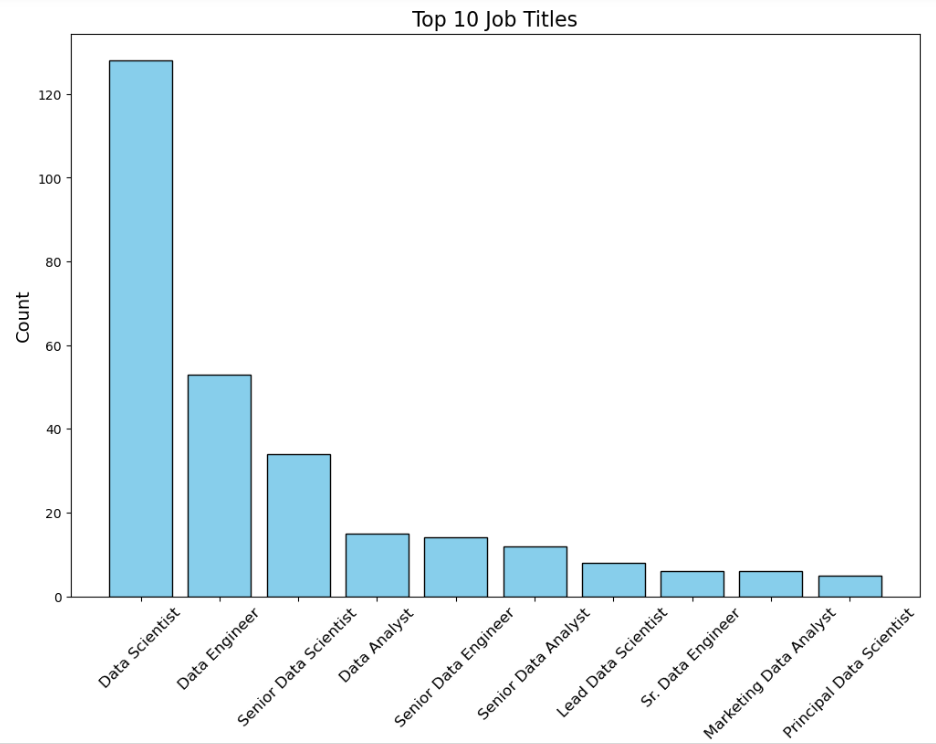 Top 10 Job Titles
Count
120
100
80
60
40
20
0
Data Scientist
Data Engineer
Senior Data Scientist
Data Analyst
Senior Data Engineer
Senior Data Analyst
Lead Data Scientist
Sr. Data Engineer
Marketing Data Analyst
Principal Data Scientist